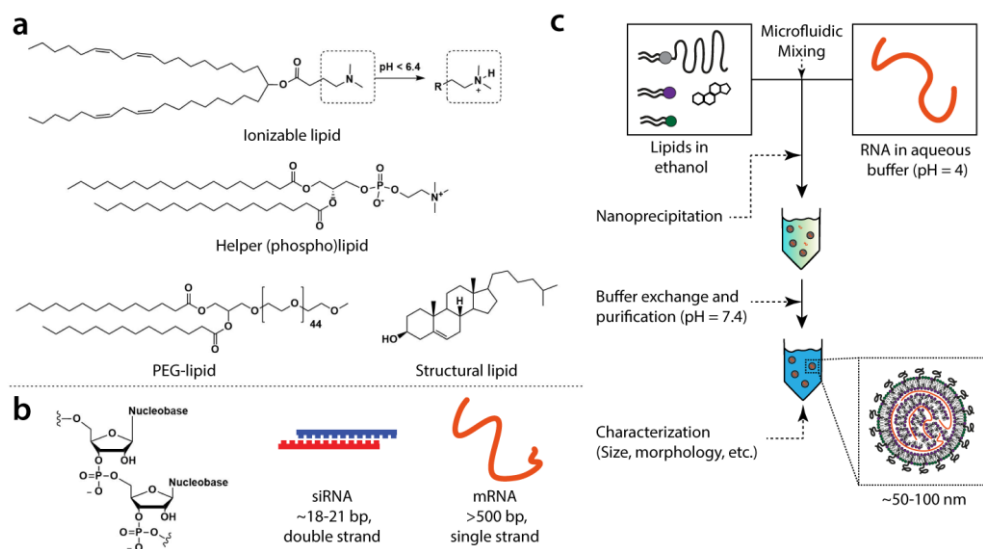 a
O
O
N
pH < 6.4
R
N
H
+
Ionizable lipid
O
O
O
O
O
P
O
O-
O
N+
Helper (phospho)lipid
O
O
O
O
O
O
O
44
PEG-lipid
H
H
H
HO
Structural lipid
b
O
Nucleobase
O
O
OH
O=P-O
O
-
Nucleobase
O
O
OH
O=P-O
O
-
siRNA
~18-21 bp,
double strand
mRNA
>500 bp,
single strand
c
Microfluidic
Mixing
Lipids in
ethanol
RNA in aqueous
buffer (pH = 4)
Nanoprecipitation
Buffer exchange and
purification (pH = 7.4)
Characterization
(Size, morphology, etc.)
~50-100 nm